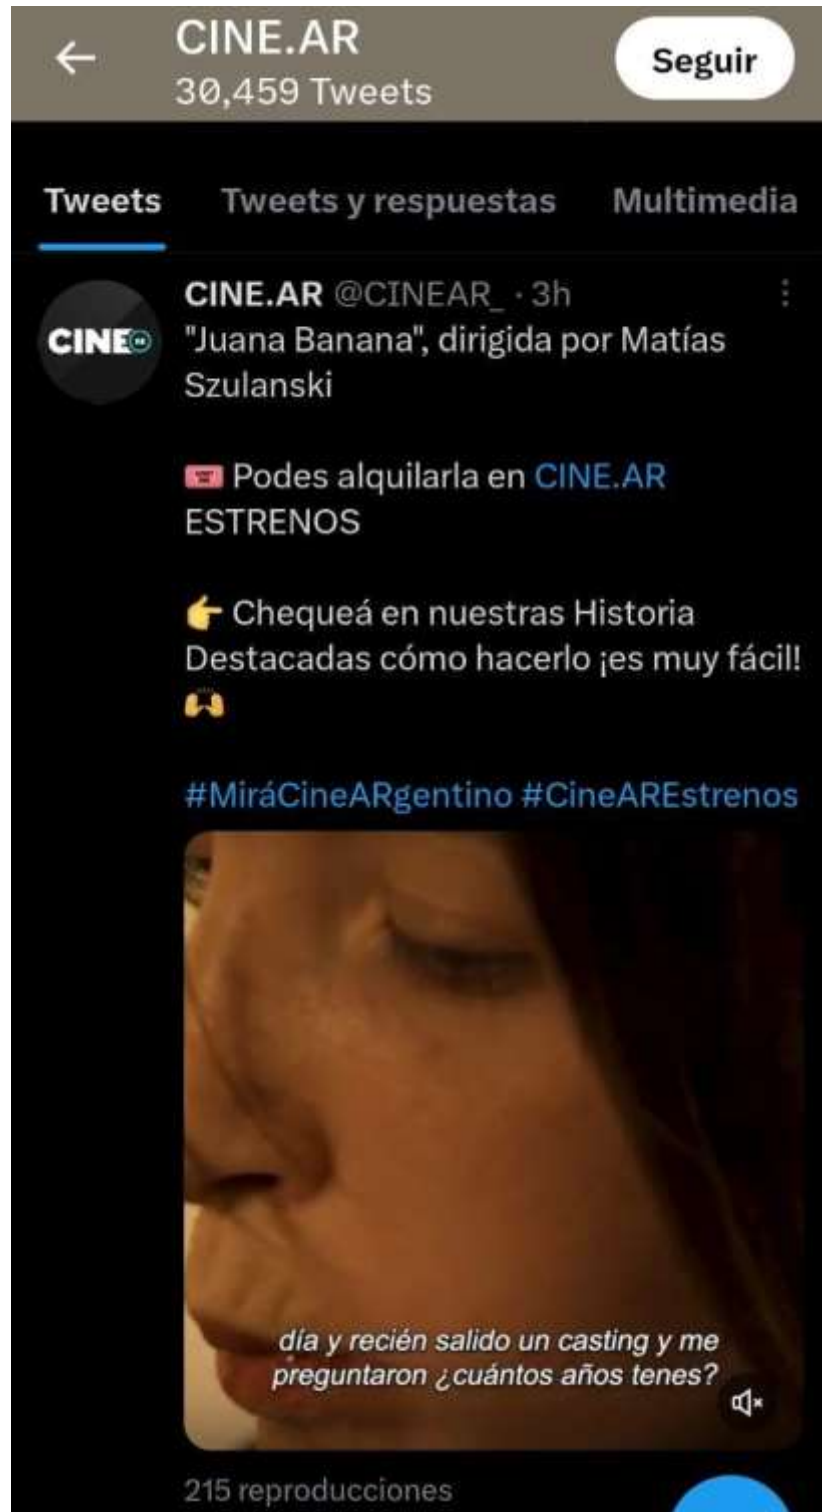 CINE.AR
30,459 Tweets
Seguir
Tweets
Tweets y respuestas
Multimedia
CINE.AR @CINEAR_ · 3h
CINE AR
"Juana Banana", dirigida por Matías
Szulanski
Podes alquilarla en CINE.AR
ESTRENOS
Chequeá en nuestras Historia
Destacadas cómo hacerlo ¡es muy fácil!
#MiráCineARgentino #CineAREstrenos
día y recién salido un casting y me
preguntaron ¿cuántos años tenes?
215 reproducciones